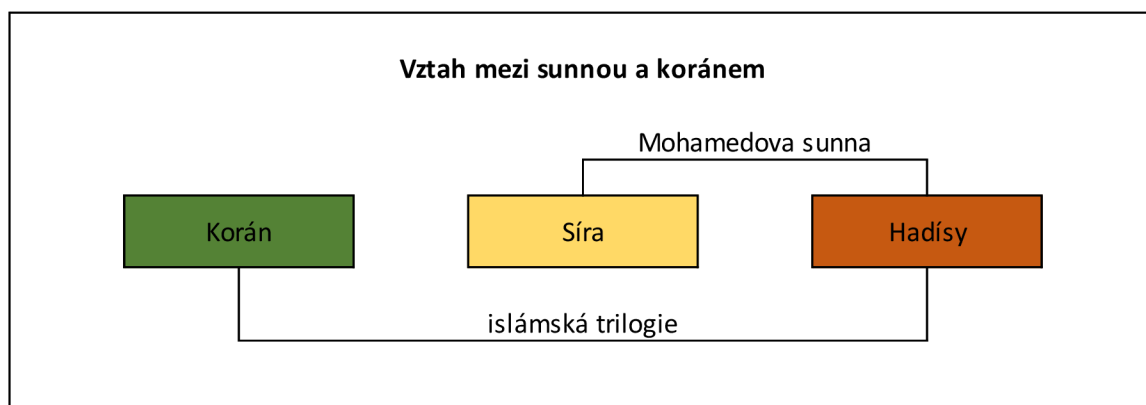 Vztah mezi sunnou a koránem
Mohamedova sunna
Korán
Síra
Hadísy
islámská trilogie